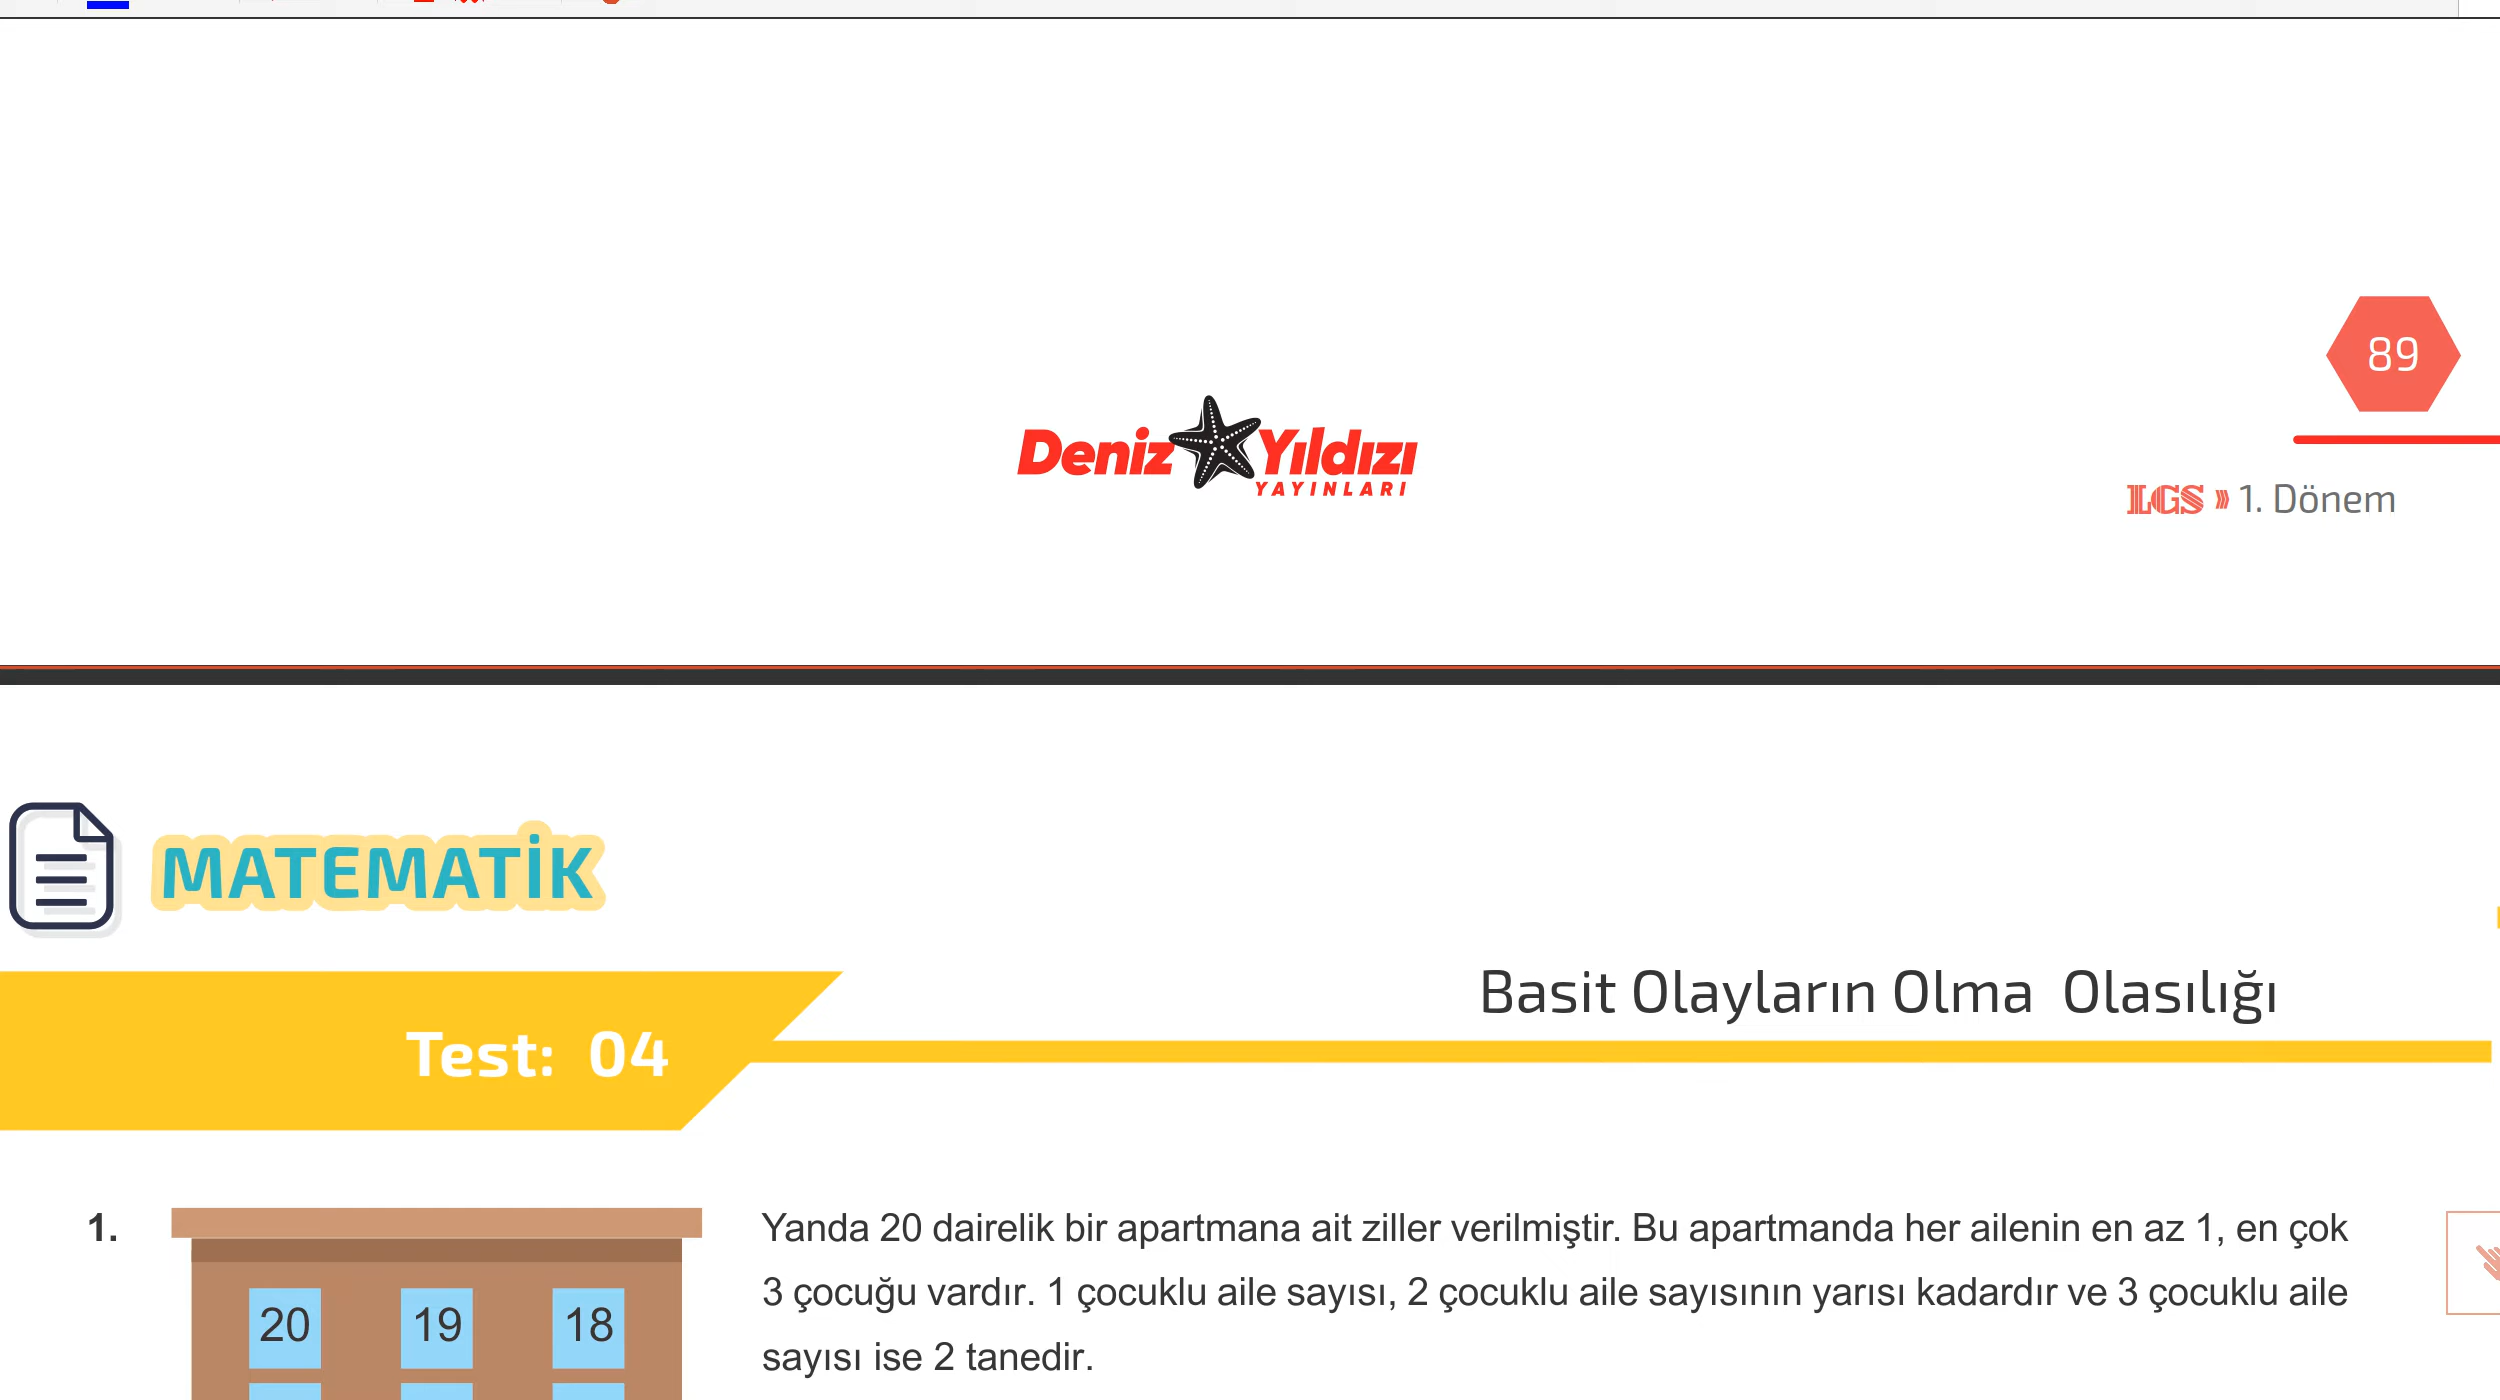 89
Deniz Yıldızı
YAYINLARI
LGS 1. Dönem
MATEMATİK
Basit Olayların Olma Olasılığı
Test: 04
1.
Yanda 20 dairelik bir apartmana ait ziller verilmiştir. Bu apartmanda her ailenin en az 1, en çok
3 çocuğu vardır. 1 çocuklu aile sayısı, 2 çocuklu aile sayısının yarısı kadardır ve 3 çocuklu aile
sayısı ise 2 tanedir.
20 19 18